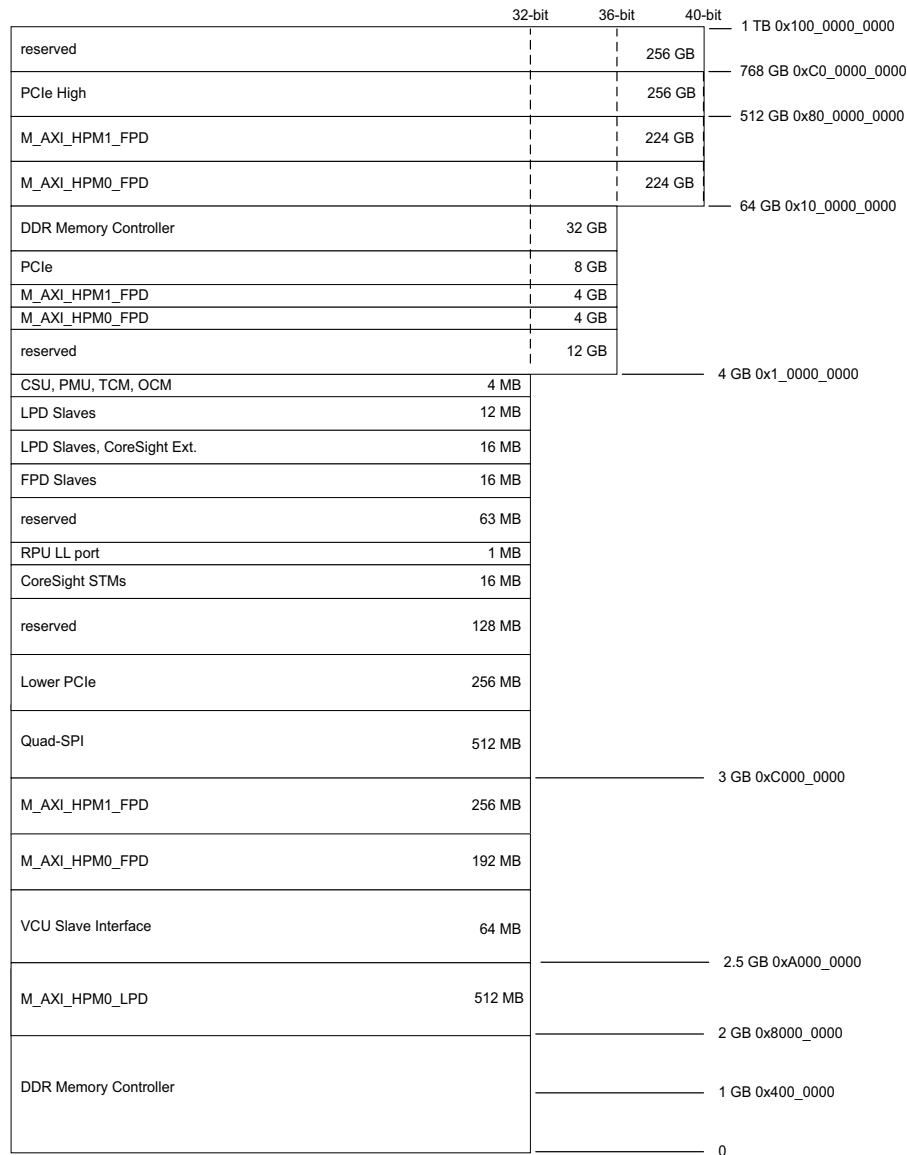 32-bit 36-bit 40-bit
1 TB 0x100_0000_0000
reserved 256 GB
768 GB 0xC0_0000_0000
PCIe High 256 GB
512 GB 0x80_0000_0000
M_AXI_HPM1_FPD 224 GB
M_AXI_HPM0_FPD 224 GB
64 GB 0x10_0000_0000
DDR Memory Controller 32 GB
PCIe 8 GB
M_AXI_HPM1_FPD 4 GB
M_AXI_HPM0_FPD 4 GB
reserved 12 GB
4 GB 0x1_0000_0000
CSU, PMU, TCM, OCM 4 MB
LPD Slaves 12 MB
LPD Slaves, CoreSight Ext. 16 MB
FPD Slaves 16 MB
reserved 63 MB
RPU LL port 1 MB
CoreSight STMs 16 MB
reserved 128 MB
Lower PCIe 256 MB
Quad-SPI 512 MB
3 GB 0xC000_0000
M_AXI_HPM1_FPD 256 MB
M_AXI_HPM0_FPD 192 MB
VCU Slave Interface 64 MB
2.5 GB 0xA000_0000
M_AXI_HPM0_LPD 512 MB
2 GB 0x8000_0000
DDR Memory Controller
1 GB 0x400_0000
0